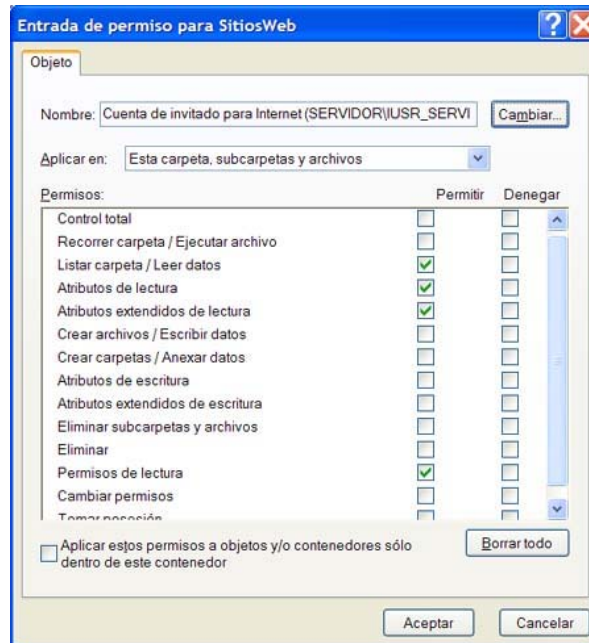 Entrada de permiso para SitiosWeb
Objeto
Nombre: Cuenta de invitado para Internet (SERVIDOR\IUSR_SERVI Cambiar...
Aplicar en: Esta carpeta, subcarpetas y archivos
Permisos: Permitir Denegar
Control total
Recorrer carpeta / Ejecutar archivo
Listar carpeta / Leer datos
Atributos de lectura
Atributos extendidos de lectura
Crear archivos / Escribir datos
Crear carpetas / Anexar datos
Atributos de escritura
Atributos extendidos de escritura
Eliminar subcarpetas y archivos
Eliminar
Permisos de lectura
Cambiar permisos
Tomar posesión
Aplicar estos permisos a objetos y/o contenedores sólo Borrar todo
dentro de este contenedor
Aceptar Cancelar